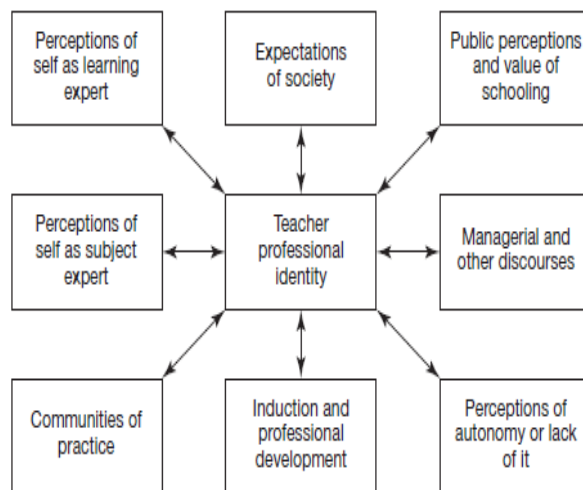 Perceptions of
self as learning
expert
Expectations
of society
Public perceptions
and value of
schooling
Perceptions of
self as subject
expert
Teacher
professional
identity
Managerial and
other discourses
Communities of
practice
Induction and
professional
development
Perceptions of
autonomy or lack
of it